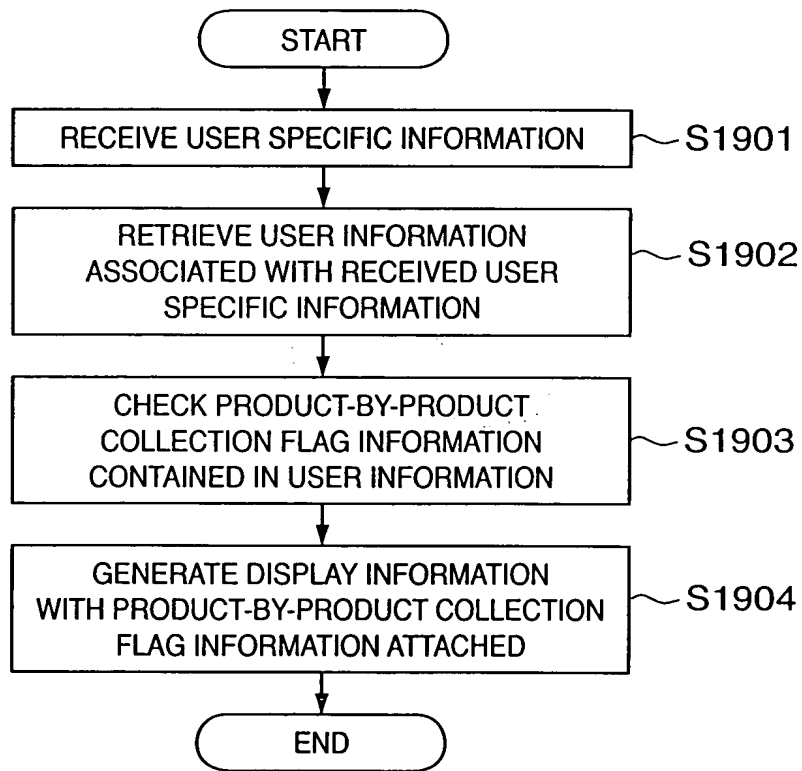 START
RECEIVE USER SPECIFIC INFORMATION
S1901
RETRIEVE USER INFORMATION
ASSOCIATED WITH RECEIVED USER
SPECIFIC INFORMATION
S1902
CHECK PRODUCT-BY-PRODUCT
COLLECTION FLAG INFORMATION
CONTAINED IN USER INFORMATION
S1903
GENERATE DISPLAY INFORMATION
WITH PRODUCT-BY-PRODUCT COLLECTION
FLAG INFORMATION ATTACHED
S1904
END